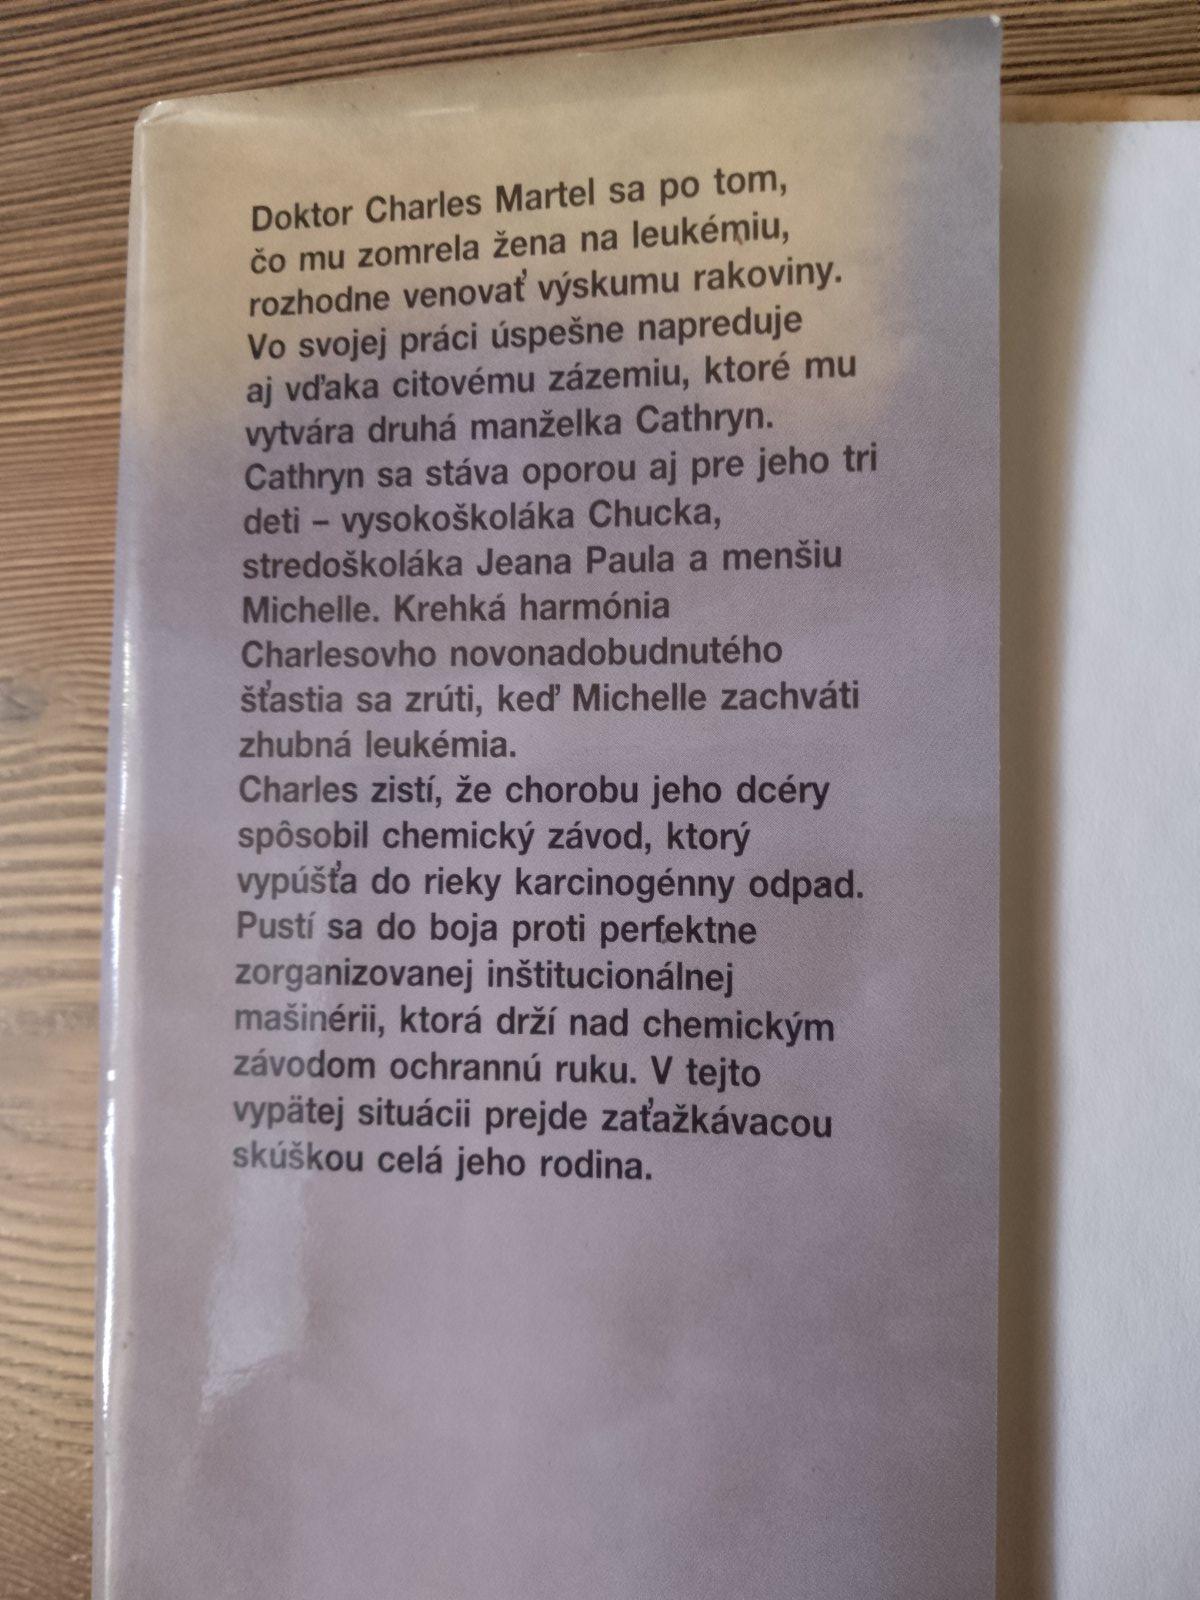 Doktor Charles Martel sa po tom,
čo mu zomrela žena na leukémiu,
rozhodne venovať výskumu rakoviny.
Vo svojej práci úspešne napreduje
aj vďaka citovému zázemiu, ktoré mu
vytvára druhá manželka Cathryn.
Cathryn sa stáva oporou aj pre jeho tri
deti – vysokoškoláka Chucka,
stredoškoláka Jeana Paula a menšiu
Michelle. Krehká harmónia
Charlesovho novonadobudnutého
šťastia sa zrúti, keď Michelle zachváti
zhubná leukémia.
Charles zistí, že chorobu jeho dcéry
spôsobil chemický závod, ktorý
vypúšťa do rieky karcinogénny odpad.
Pustí sa do boja proti perfektne
zorganizovanej inštitucionálnej
mašinérii, ktorá drží nad chemickým
závodom ochrannú ruku. V tejto
vypätej situácii prejde zaťažkávacou
skúškou celá jeho rodina.